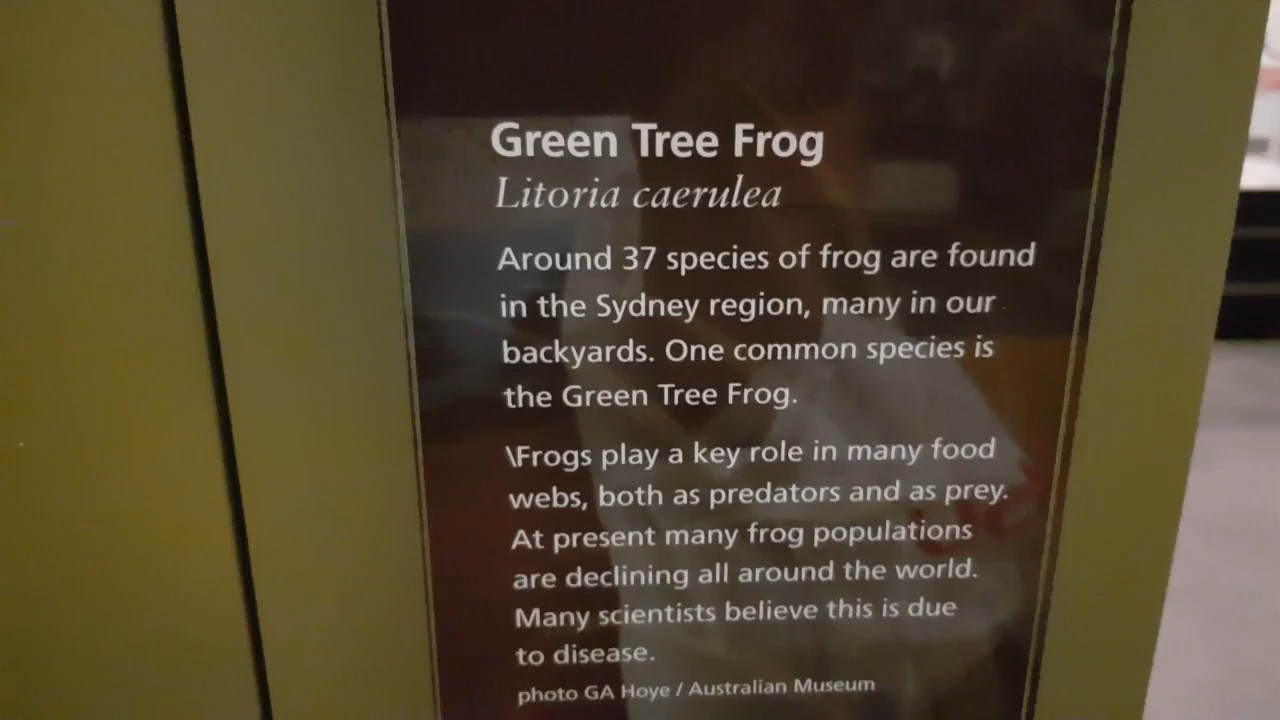 Green Tree Frog
Litoria caerulea
Around 37 species of frog are found
in the Sydney region, many in our
backyards. One common species is
the Green Tree Frog.
\Frogs play a key role in many food
webs, both as predators and as prey.
At present many frog populations
are declining all around the world.
Many scientists believe this is due
to disease.
photo GA Hoye / Australian Museum